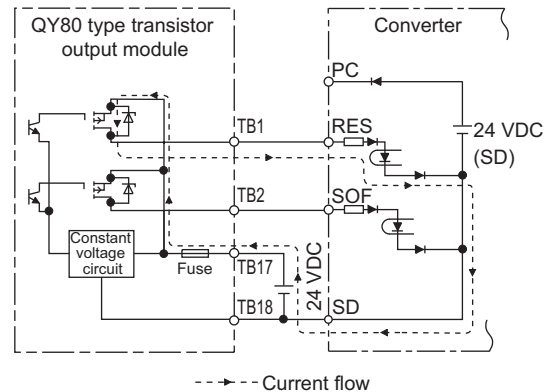 QY80 type transistor
output module
Converter
PC
TB1
RES
24 VDC
(SD)
TB2
SOF
Constant
voltage
circuit
Fuse
TB17
24 VDC
TB18
SD
Current flow